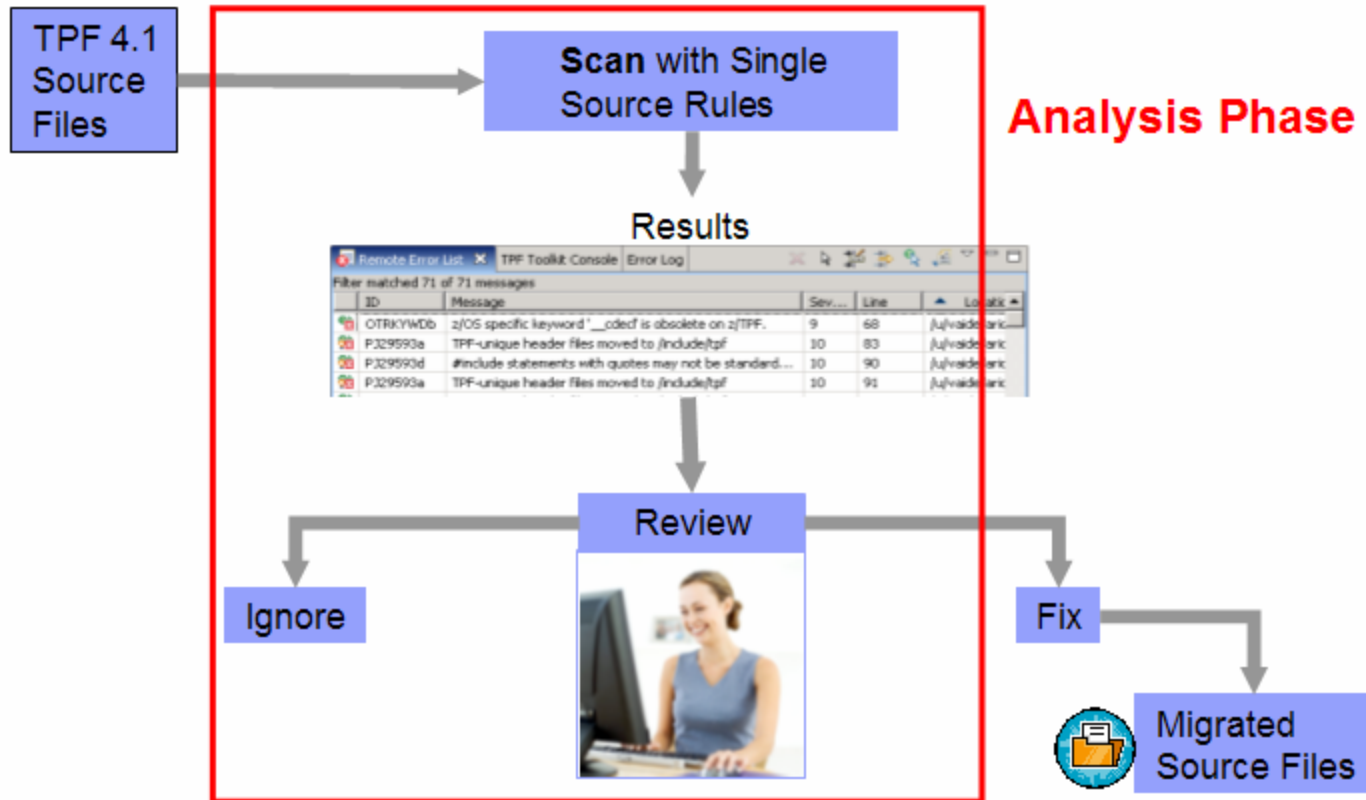 TPF 4.1
Source
Files
Scan with Single
Source Rules
Analysis Phase
Results
Remote Error List TPF Toolkit Console Error Log
Filter matched 71 of 71 messages
ID Message Sev... Line
OTRKYWDb z/OS specific keyword '__cdecl' is obsolete on z/TPF. 9 68
PJ29593a TPF-unique header files moved to /include/tpf 10 83
PJ29593d #include statements with quotes may not be standard.... 10 90
PJ29593a TPF-unique header files moved to /include/tpf 10 91
Review
Ignore
Fix
Migrated
Source Files